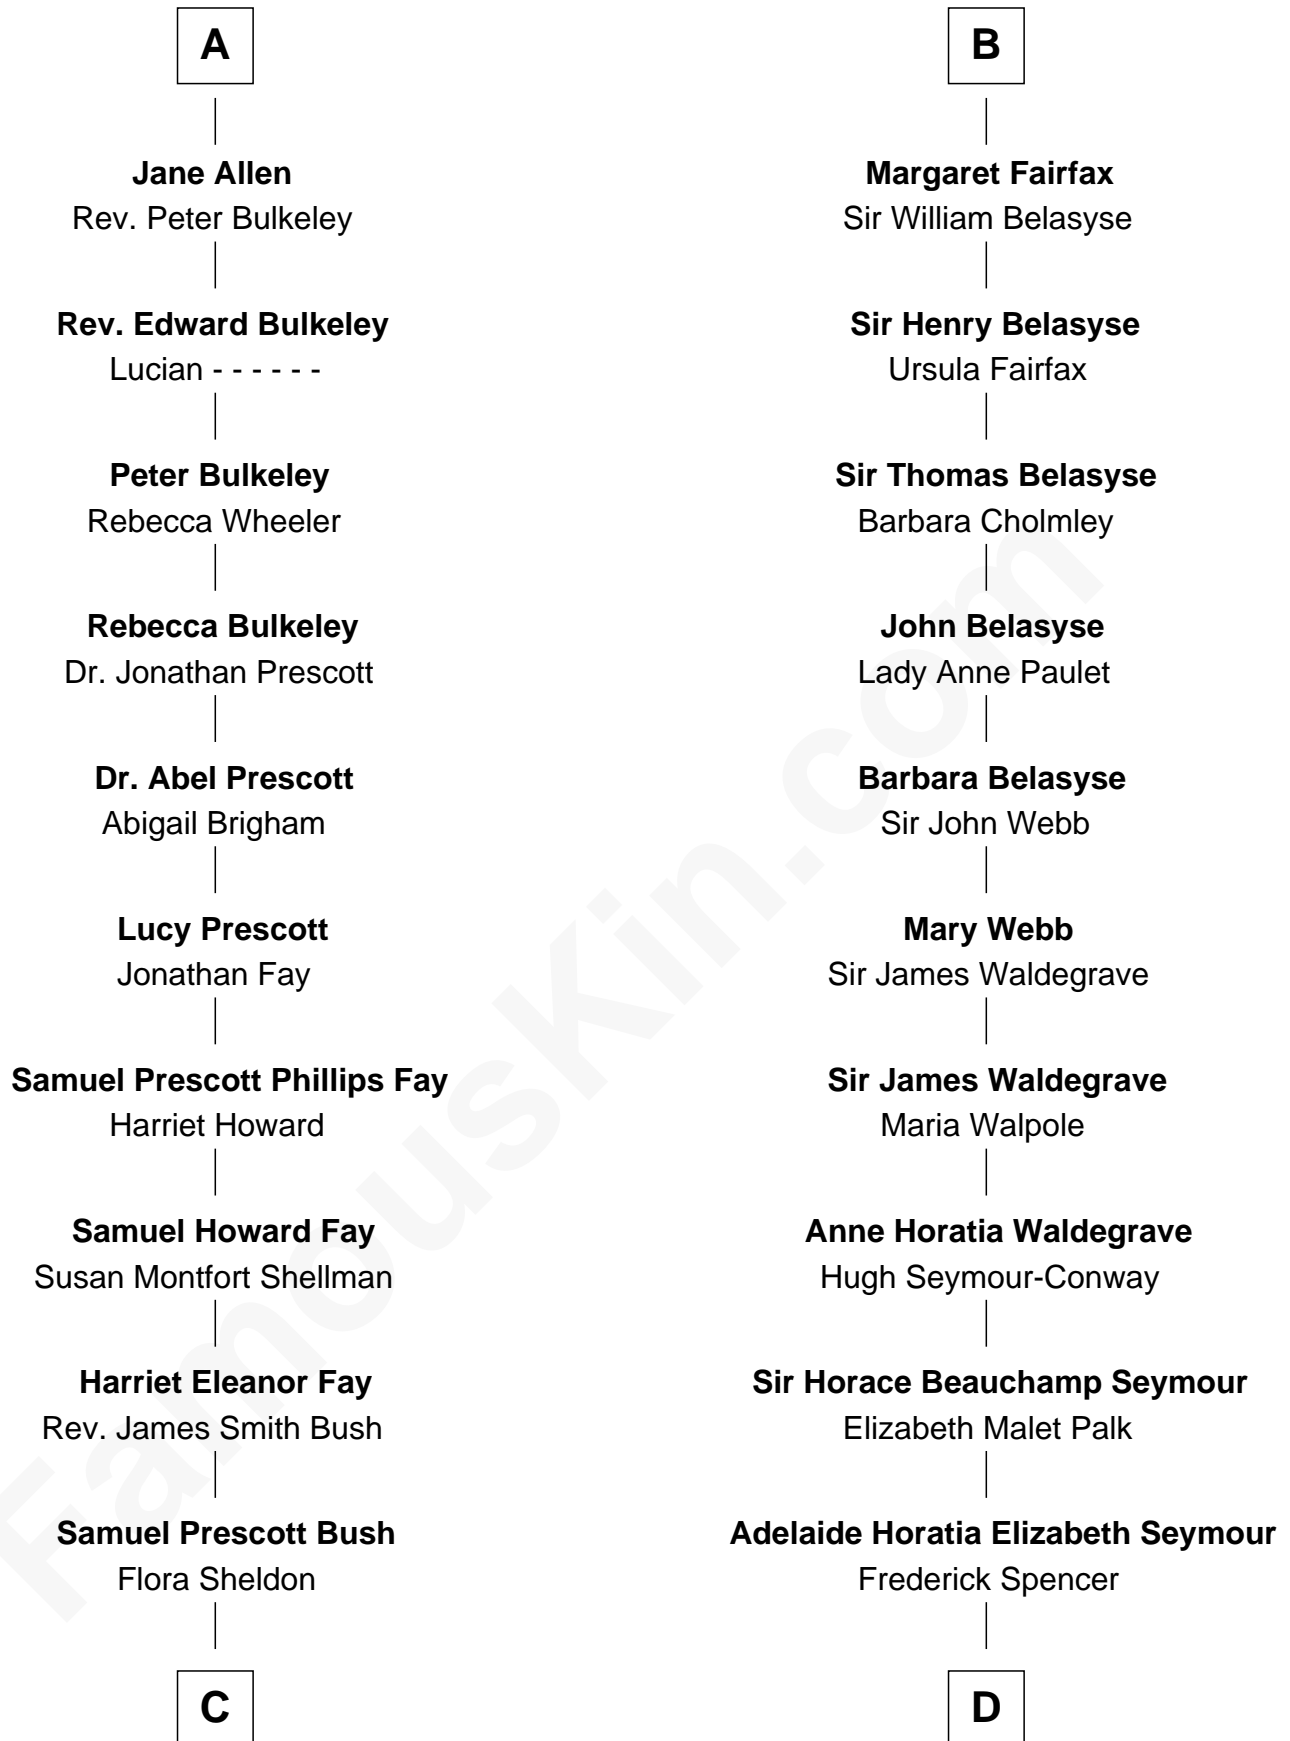 A
Jane Allen
Rev. Peter Bulkeley
Rev. Edward Bulkeley
Lucian - - - - - -
Peter Bulkeley
Rebecca Wheeler
Rebecca Bulkeley
Dr. Jonathan Prescott
Dr. Abel Prescott
Abigail Brigham
Lucy Prescott
Jonathan Fay
Samuel Prescott Phillips Fay
Harriet Howard
Samuel Howard Fay
Susan Montfort Shellman
Harriet Eleanor Fay
Rev. James Smith Bush
Samuel Prescott Bush
Flora Sheldon
C
B
Margaret Fairfax
Sir William Belasyse
Sir Henry Belasyse
Ursula Fairfax
Sir Thomas Belasyse
Barbara Cholmley
John Belasyse
Lady Anne Paulet
Barbara Belasyse
Sir John Webb
Mary Webb
Sir James Waldegrave
Sir James Waldegrave
Maria Walpole
Anne Horatia Waldegrave
Hugh Seymour-Conway
Sir Horace Beauchamp Seymour
Elizabeth Malet Palk
Adelaide Horatia Elizabeth Seymour
Frederick Spencer
D
FamousKin.com